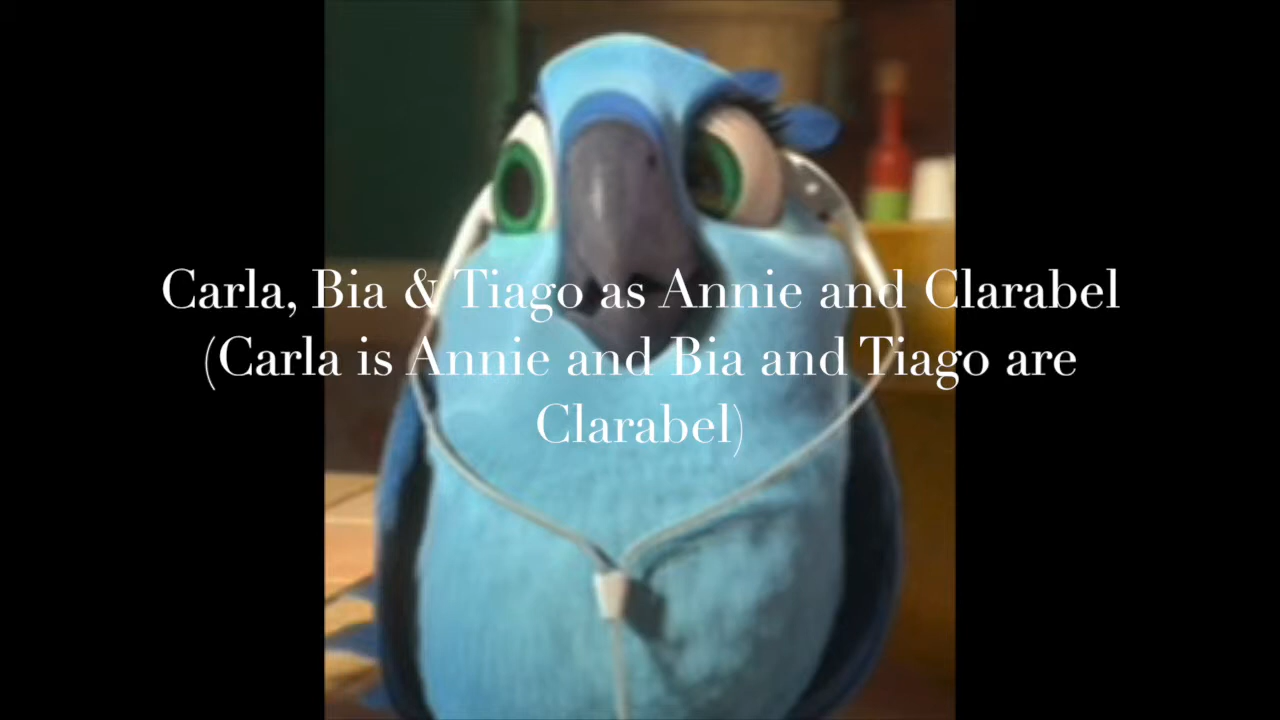 Carla, Bia & Tiago as Annie and Clarabel
(Carla is Annie and Bia and Tiago are
Clarabel)